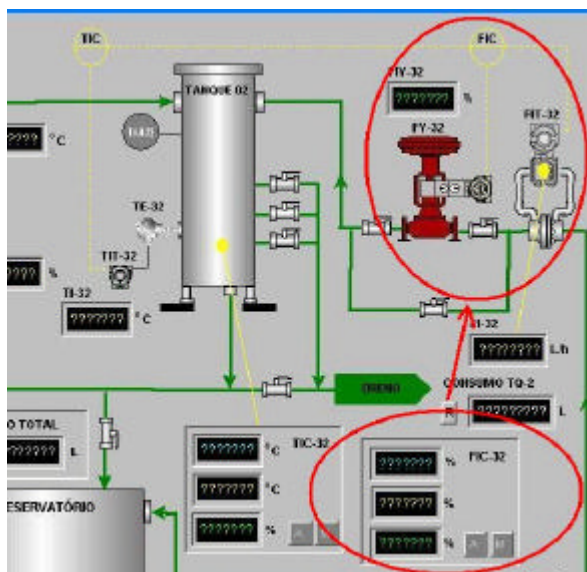 TIC
FIC
TANQUE 02
FIY-32
??????? %
FIT-32
FY-32
???? °C
TE-32
TIT-32
???? %
TI-32
??????? °C
-32
???????? L/h
DRENO
CONSUMO TQ-2
R
???????? L
O TOTAL
??????? L
TIC-32
??????? °C
??????? °C
??????? %
A M
FIC-32
??????? %
??????? %
??????? %
A M
ESERVATÓRIO